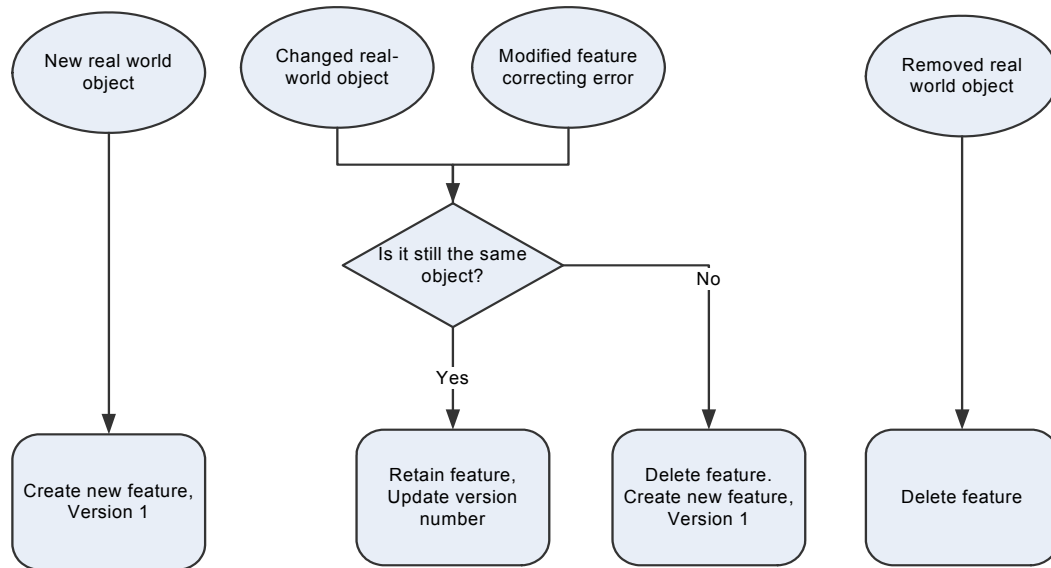 New real world
object
Changed real-
world object
Modified feature
correcting error
Removed real
world object
Is it still the same
object?
No
Yes
Create new feature,
Version 1
Retain feature,
Update version
number
Delete feature.
Create new feature,
Version 1
Delete feature